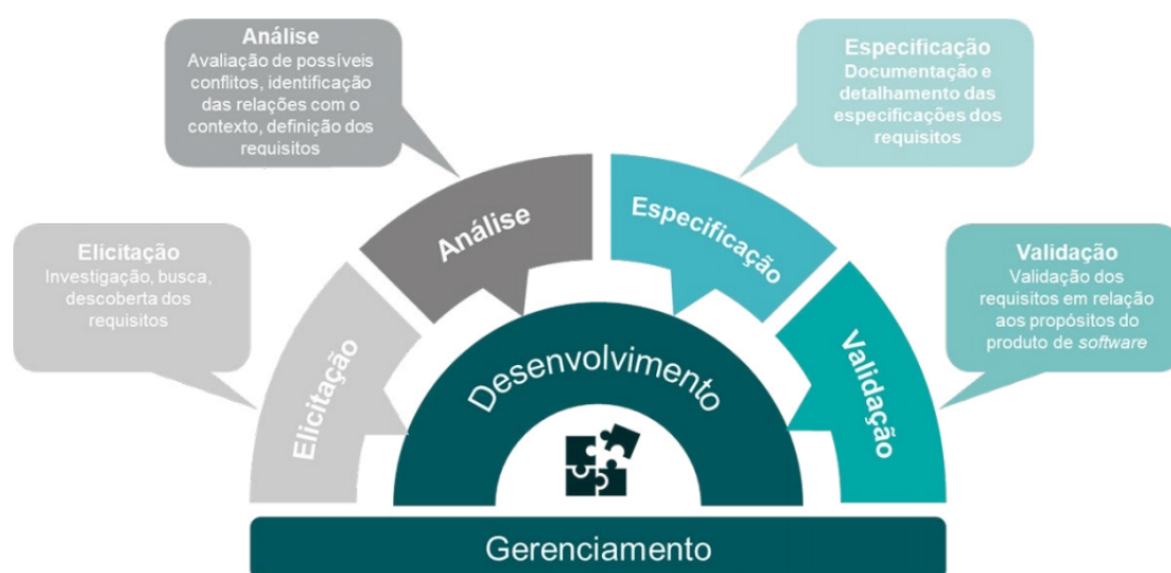 Análise
Avaliação de possíveis
conflitos, identificação
das relações com o
contexto, definição dos
requisitos
Especificação
Documentação e
detalhamento das
especificações dos
requisitos
Elicitação
Investigação, busca,
descoberta dos
requisitos
Validação
Validação dos
requisitos em relação
aos propósitos do
produto de software
Elicitação
Análise
Especificação
Validação
Desenvolvimento
Gerenciamento